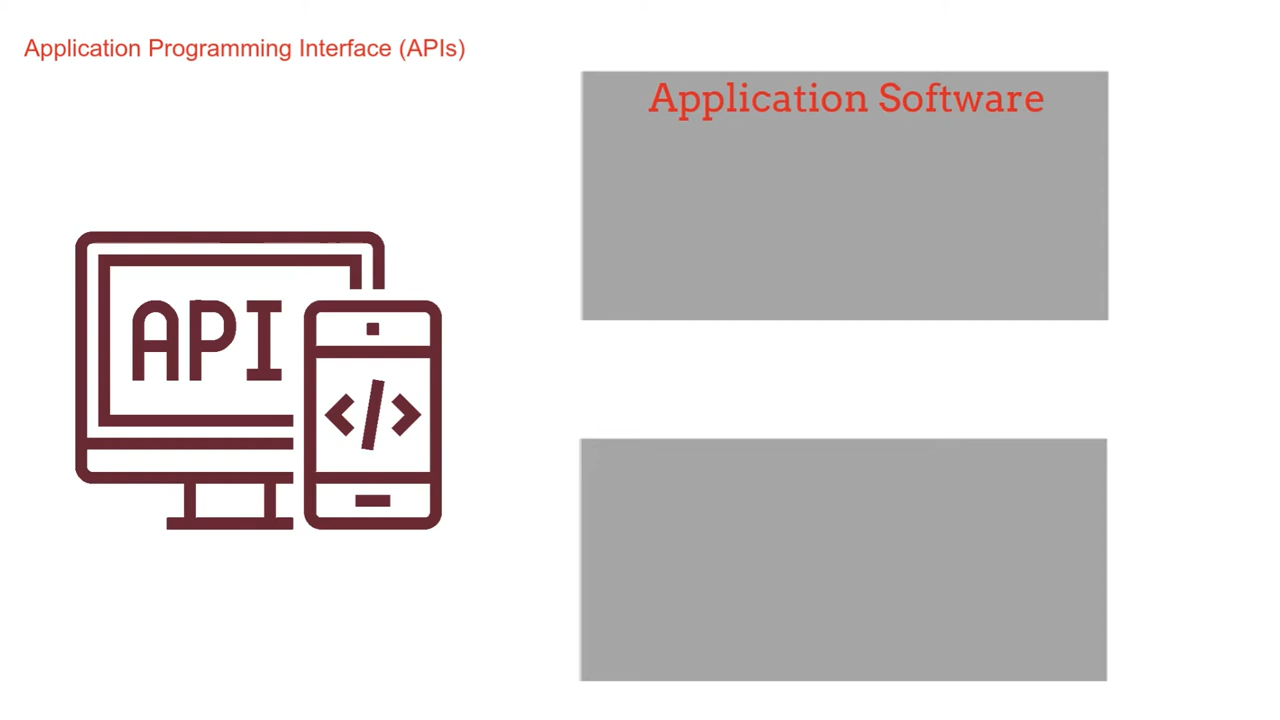 Application Programming Interface (APIs)
Application Software
API
</>